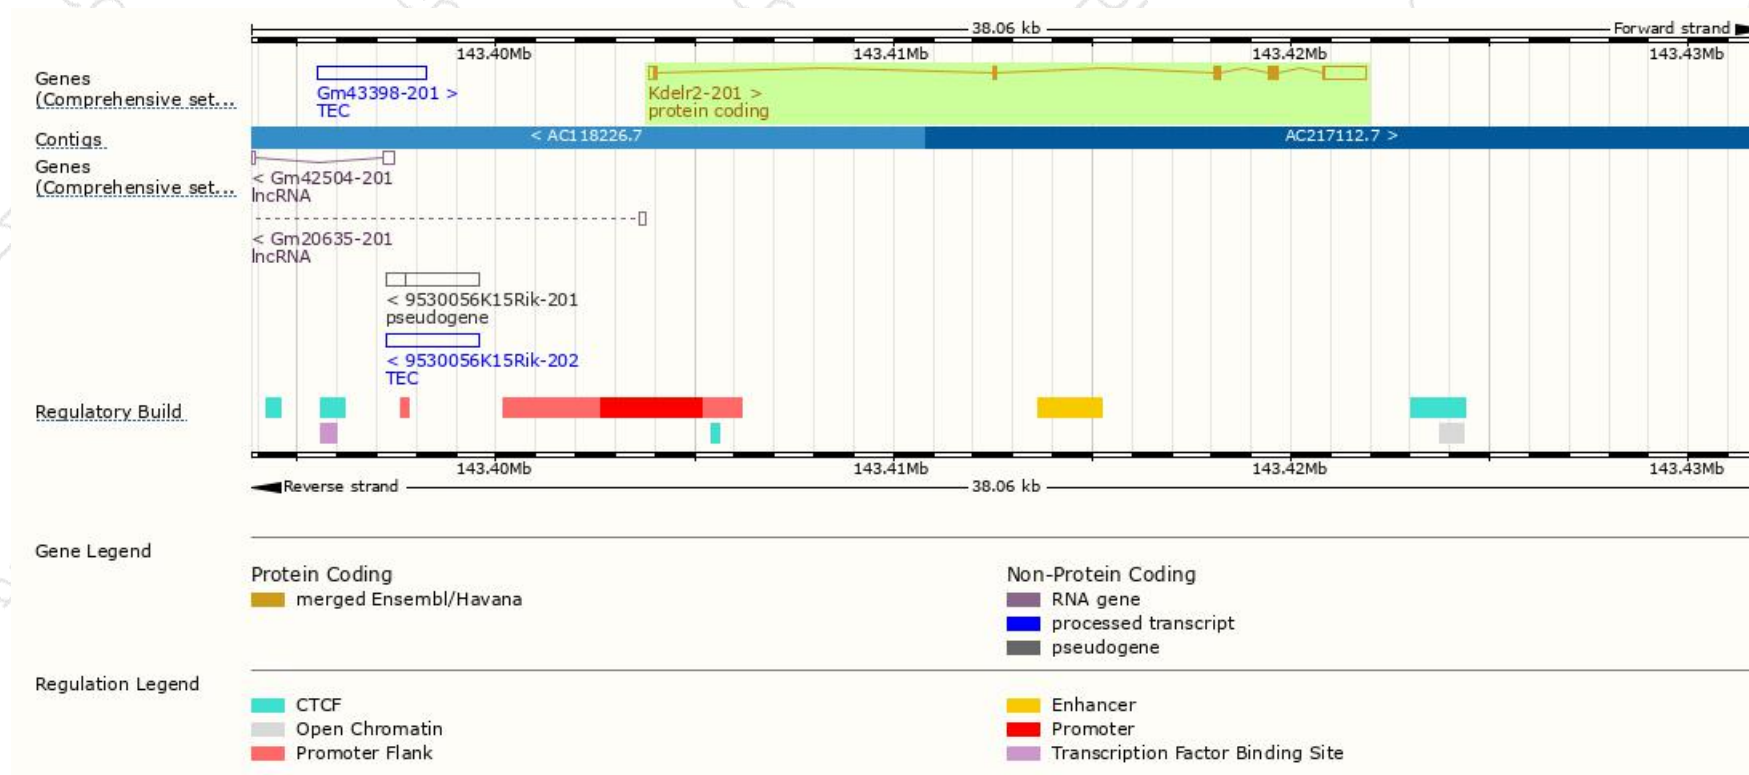 38.06 kb
Forward strand
143.40Mb 143.41Mb 143.42Mb 143.43Mb
Genes
(Comprehensive set...
Gm43398-201 >
TEC
Kdelr2-201 >
protein coding
Contigs
< AC118226.7 AC217112.7 >
Genes
(Comprehensive set...
< Gm42504-201
lncRNA
< Gm20635-201
lncRNA
< 9530056K15Rik-201
pseudogene
< 9530056K15Rik-202
TEC
Regulatory Build
143.40Mb 143.41Mb 143.42Mb 143.43Mb
Reverse strand 38.06 kb
Gene Legend
Protein Coding
merged Ensembl/Havana
Non-Protein Coding
RNA gene
processed transcript
pseudogene
Regulation Legend
CTCF
Open Chromatin
Promoter Flank
Enhancer
Promoter
Transcription Factor Binding Site